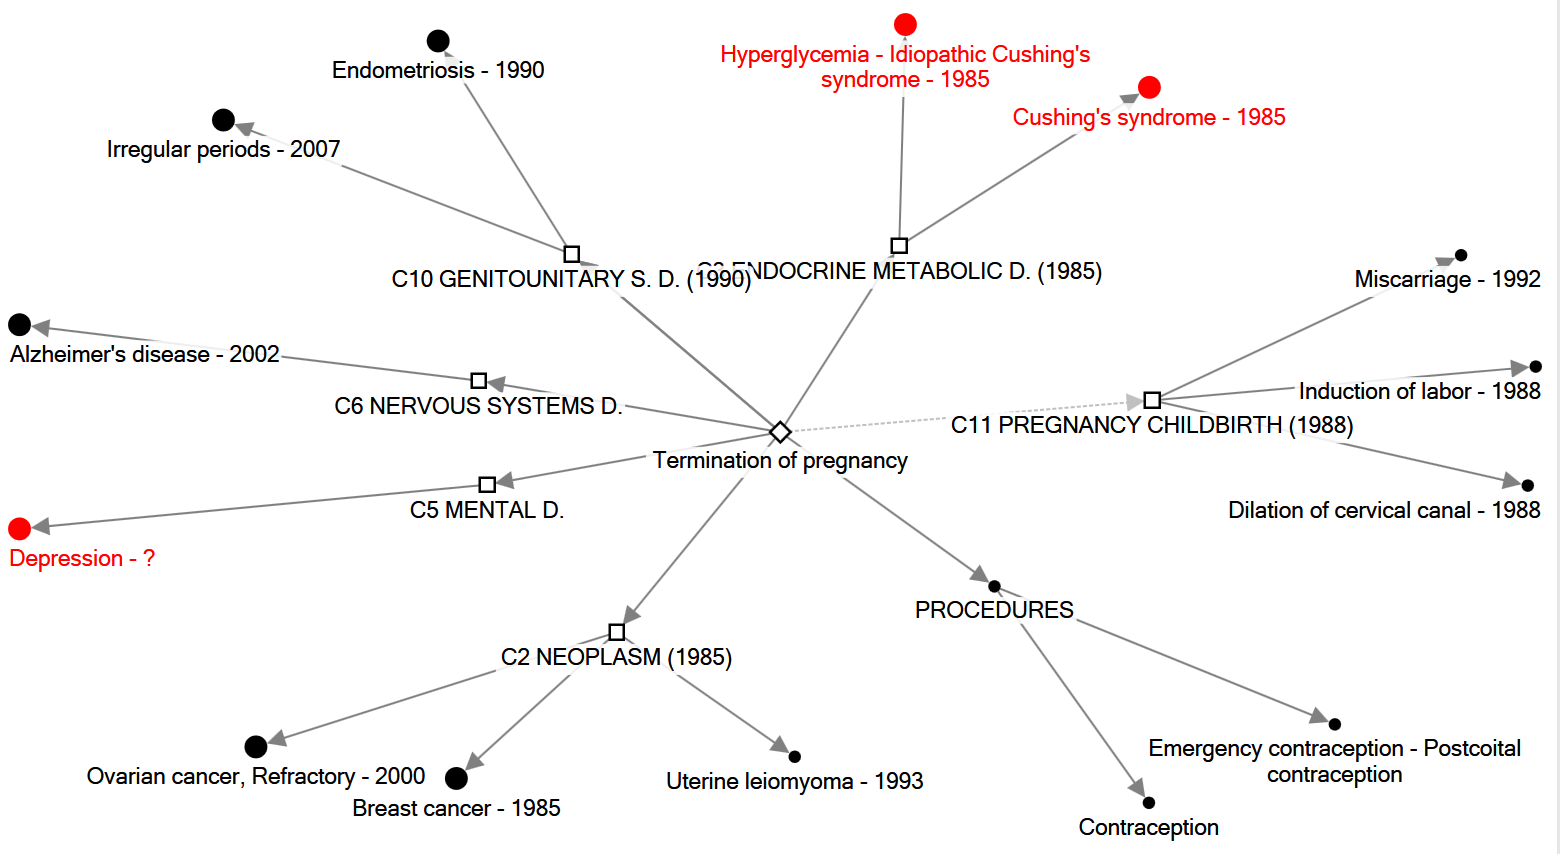 Endometriosis - 1990
Hyperglycemia - Idiopathic Cushing's
syndrome - 1985
Cushing's syndrome - 1985
Irregular periods - 2007
C10 GENITOUNITARY S. D. (1990)
ENDOCRINE METABOLIC D. (1985)
Miscarriage - 1992
Alzheimer's disease - 2002
C6 NERVOUS SYSTEMS D.
Induction of labor - 1988
C11 PREGNANCY CHILDBIRTH (1988)
Termination of pregnancy
C5 MENTAL D.
Dilation of cervical canal - 1988
Depression - ?
PROCEDURES
C2 NEOPLASM (1985)
Ovarian cancer, Refractory - 2000
Breast cancer - 1985
Uterine leiomyoma - 1993
Emergency contraception - Postcoital
contraception
Contraception